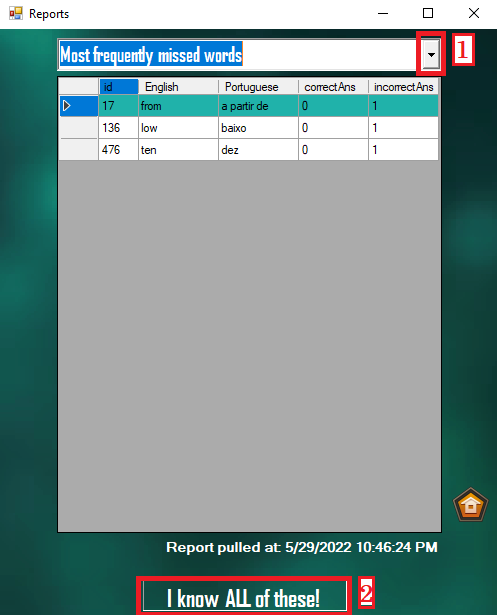 Reports
Most frequently missed words
1
id English Portuguese correctAns incorrectAns
17 from a partir de 0 1
136 low baixo 0 1
476 ten dez 0 1
Report pulled at: 5/29/2022 10:46:24 PM
I know ALL of these!
2